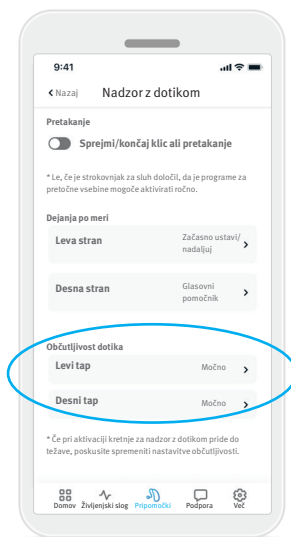 9:41
Nazaj Nadzor z dotikom
Pretakanje
Sprejmi/končaj klic ali pretakanje
* Le, če je strokovnjak za sluh določil, da je programe za
pretočne vsebine mogoče aktivirati ročno.
Dejanja po meri
Leva stran Začasno ustavi/
nadaljuj
Desna stran Glasovni
pomočnik
Občutljivost dotika
Levi tap Močno
Desni tap Močno
* Če pri aktivaciji kretnje za nadzor z dotikom pride do
težave, poskusite spremeniti nastavitve občutljivosti.
Domov Življenjski slog Pripomočki Podpora Več